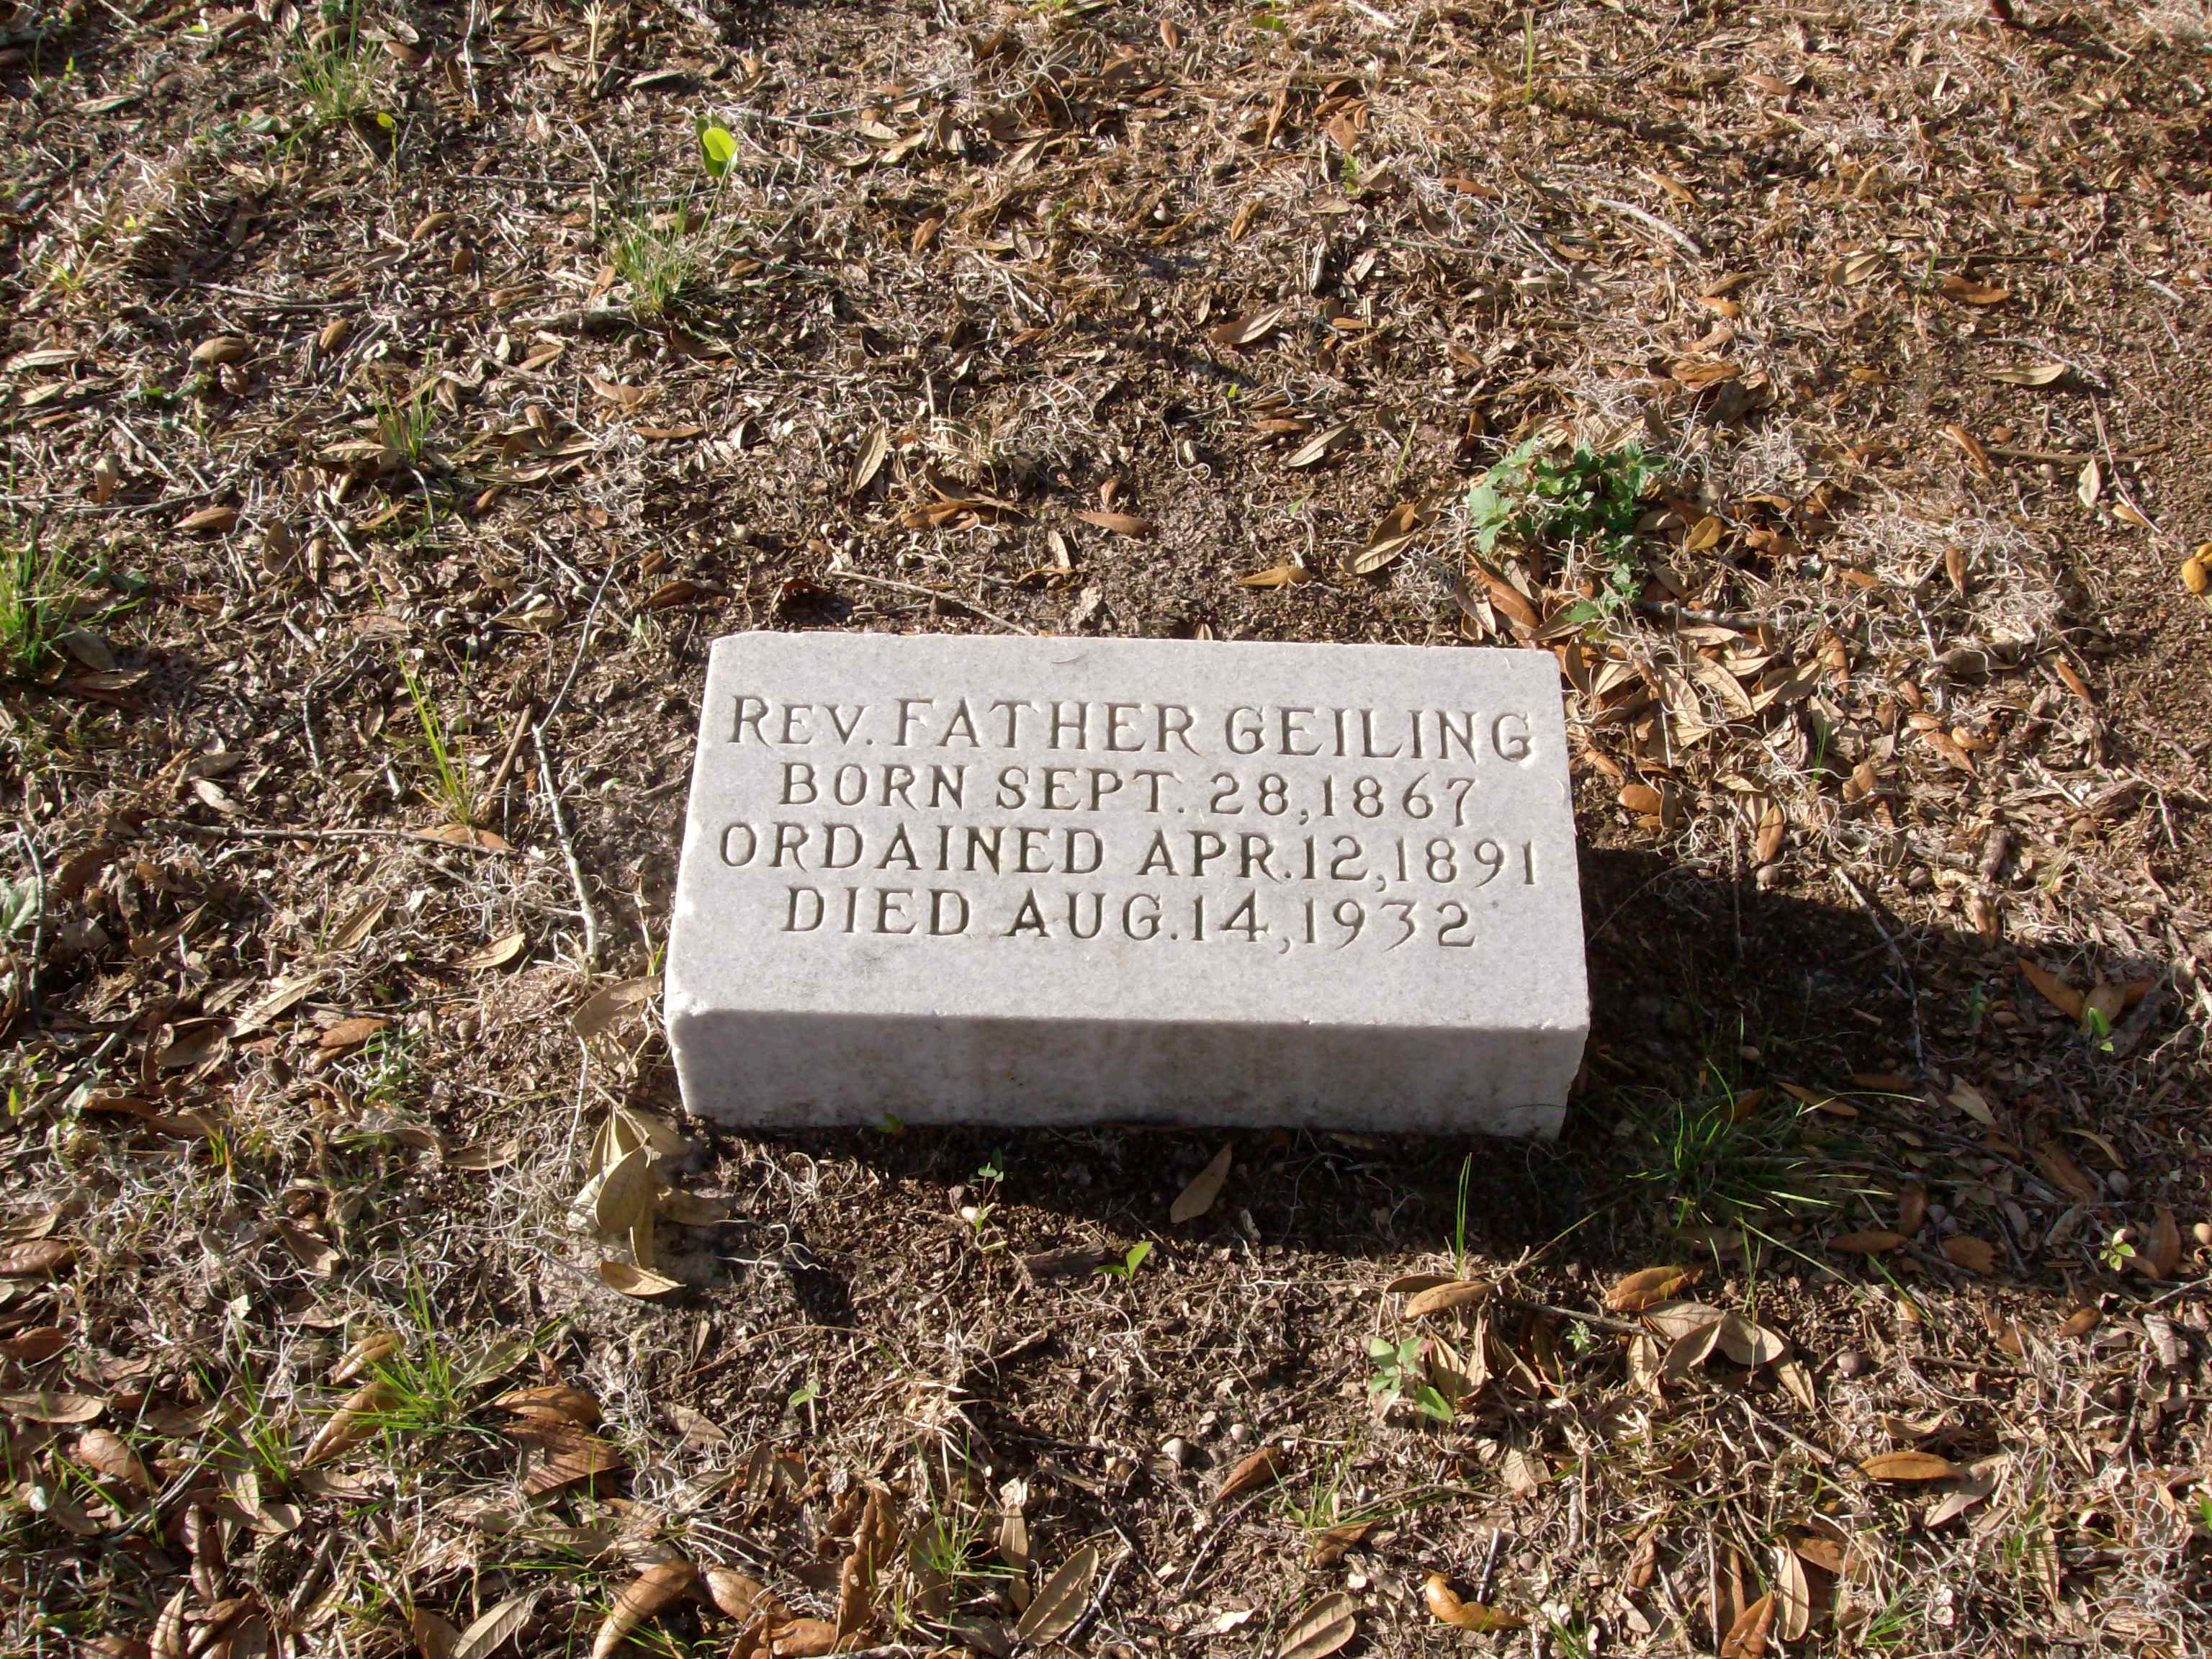 REV. FATHER GEILING
BORN SEPT. 28, 1867
ORDAINED APR. 12, 1891
DIED AUG. 14, 1932